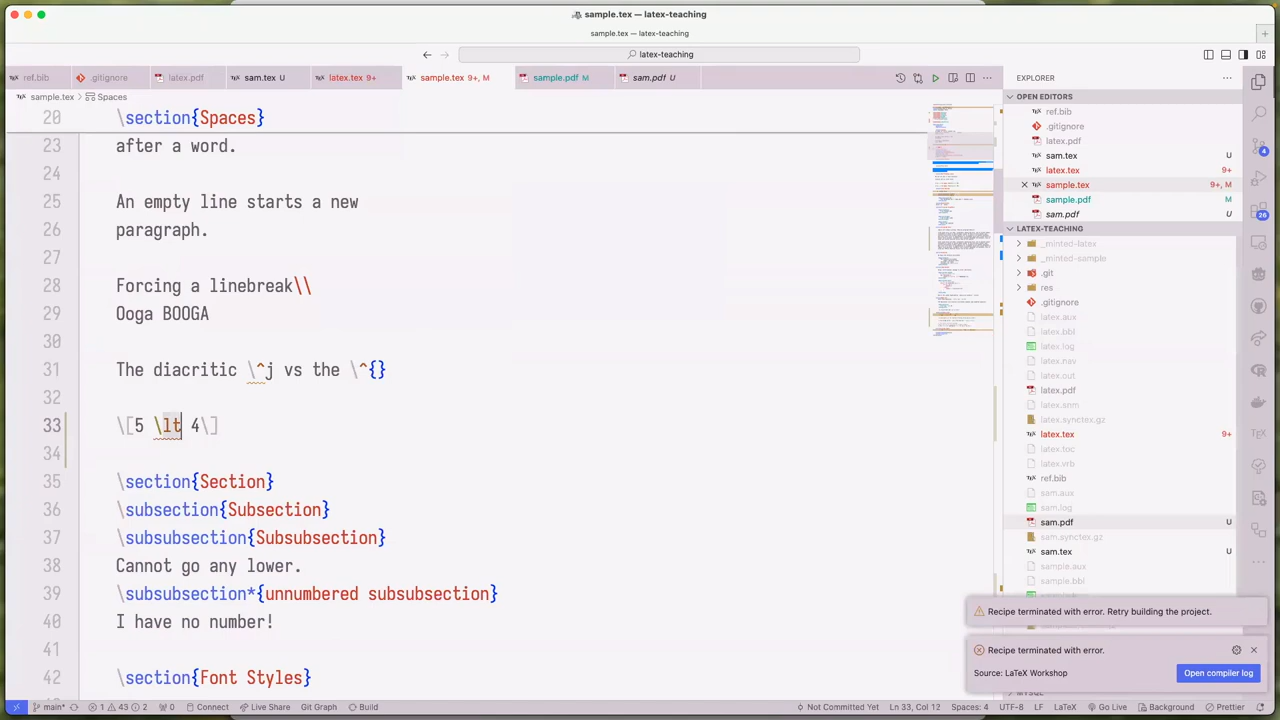 sample.tex — latex-teaching
sample.tex — latex-teaching
latex-teaching
ref.bib
.gitignore
latex.pdf
sam.tex U
latex.tex 9+
sample.tex 9+, M
sample.pdf M
sam.pdf U
sample.tex > Spaces
20 \section{Spaces}
23 after a word.
24
25 An empty line starts a new
26 paragraph.
27
28 Forcing a linebreak\\
29 Ooga BOOGA
30
31 The diacritic \^j vs the \^{}
32
33 \[5 \lt 4\]
34
35 \section{Section}
36 \subsection{Subsection}
37 \subsubsection{Subsubsection}
38 Cannot go any lower.
39 \subsubsection*{unnumbered subsubsection}
40 I have no number!
41
42 \section{Font Styles}
EXPLORER
OPEN EDITORS
ref.bib
.gitignore
latex.pdf
sam.tex U
latex.tex 9+
sample.tex 9+, M
sample.pdf M
sam.pdf U
LATEX-TEACHING
_minted-latex
_minted-sample
.git
res
.gitignore
latex.aux
latex.bbl
latex.log
latex.nav
latex.out
latex.pdf
latex.snm
latex.synctex.gz
latex.tex 9+
latex.toc
latex.vrb
ref.bib
sam.aux
sam.log
sam.pdf U
sam.synctex.gz
sam.tex U
sample.aux
sample.bbl
4
26
Recipe terminated with error. Retry building the project.
Recipe terminated with error.
Source: LaTeX Workshop
Open compiler log
main*
1
43
2
0
Connect
Live Share
Git Graph
Build
Not Committed Yet
Ln 33, Col 12
Spaces: 4
UTF-8
LF
LaTeX
Go Live
Background
Prettier